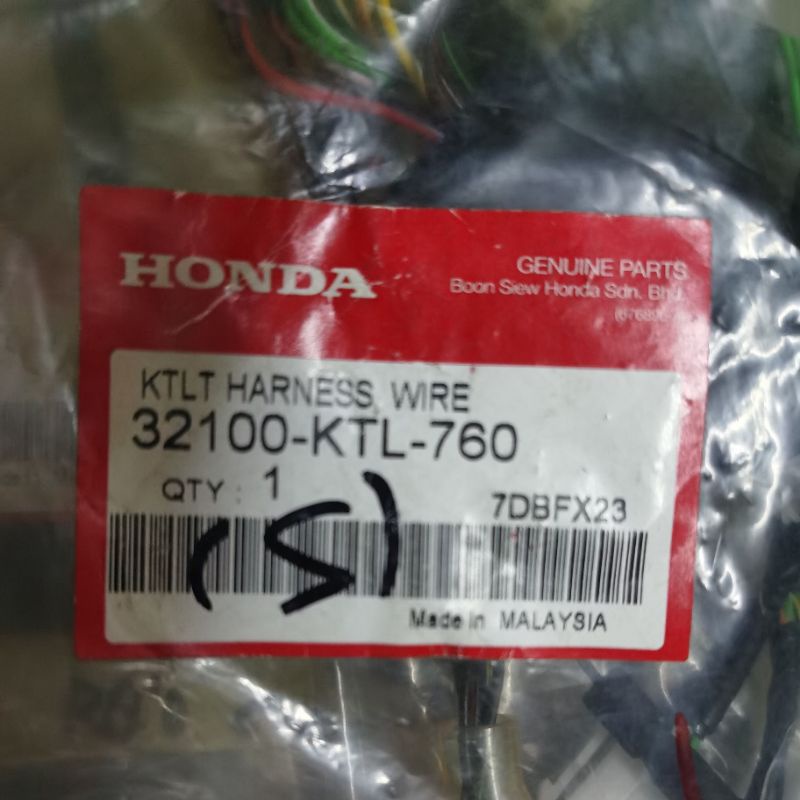 HONDA
GENUINE PARTS
Boon Siew Honda Sdn. Bhd.
KTLT HARNESS, WIRE
32100-KTL-760
QTY : 1
7DBFX23
(S)
Made in MALAYSIA